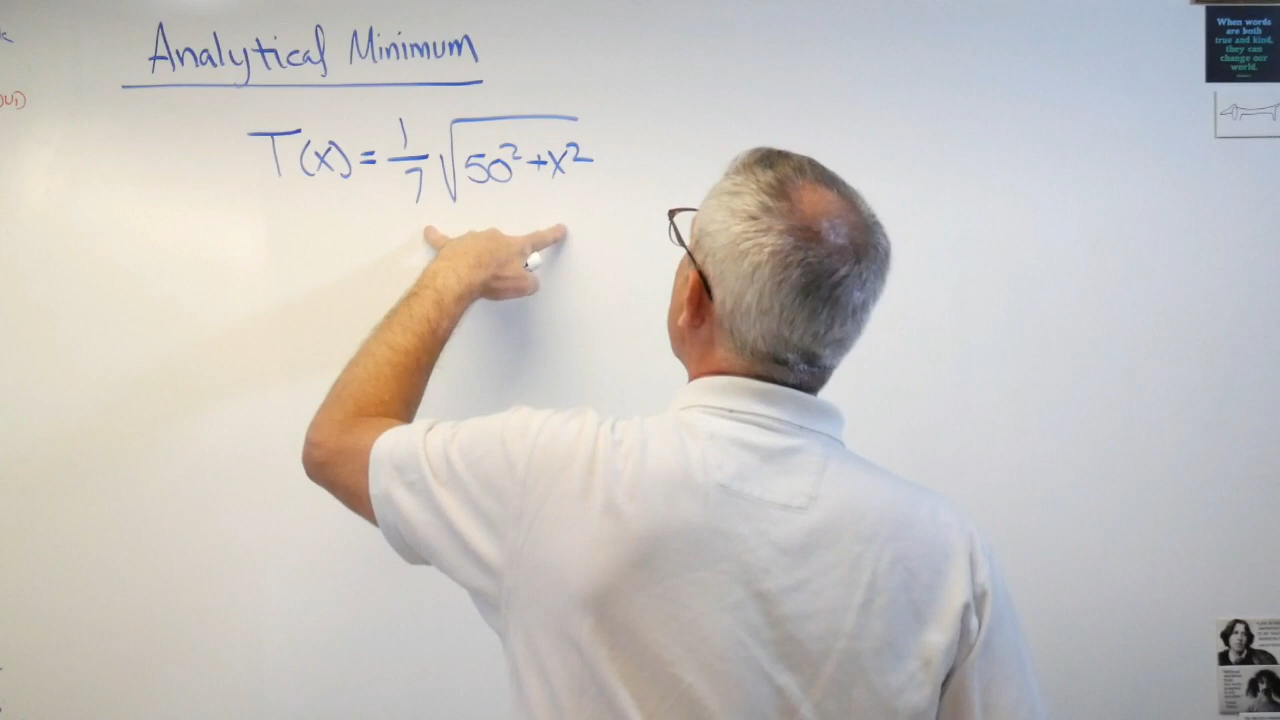 Analytical Minimum
T(x) = 1/7 √(50² + x²)
When words
are both
true and kind,
they can
change our
world.